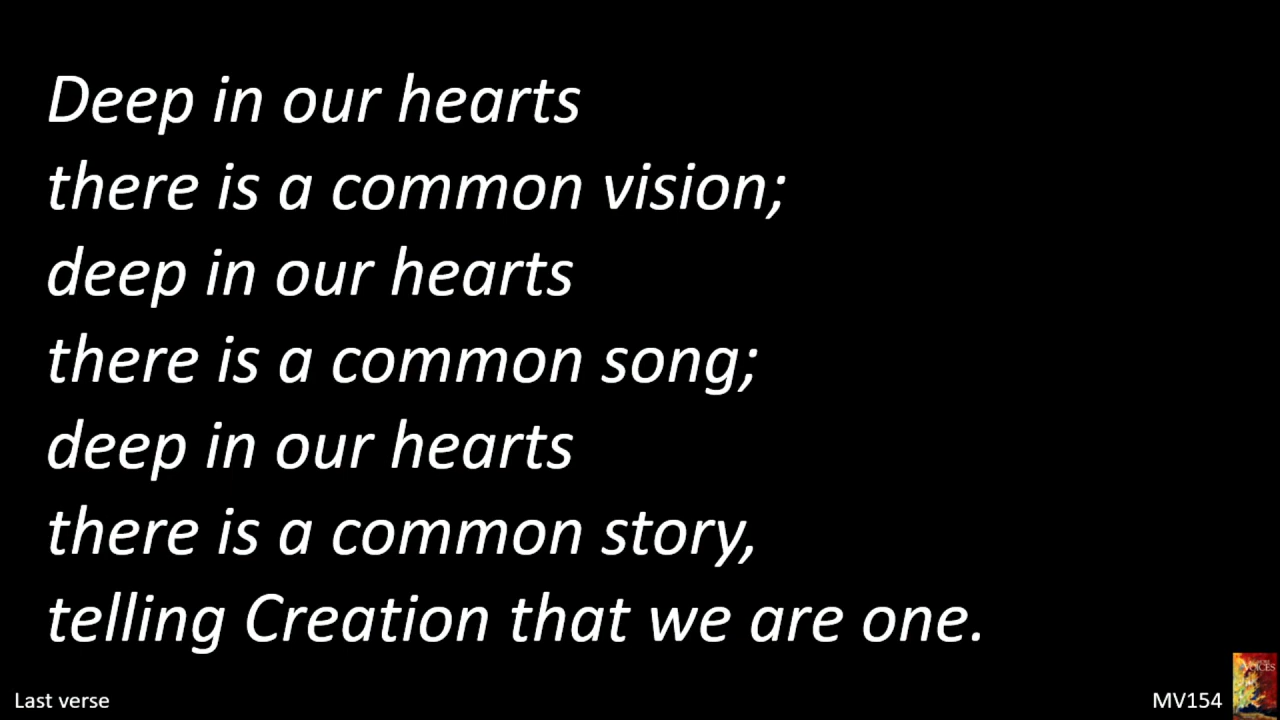 Deep in our hearts
there is a common vision;
deep in our hearts
there is a common song;
deep in our hearts
there is a common story,
telling Creation that we are one.
Last verse
MV154
VOICES